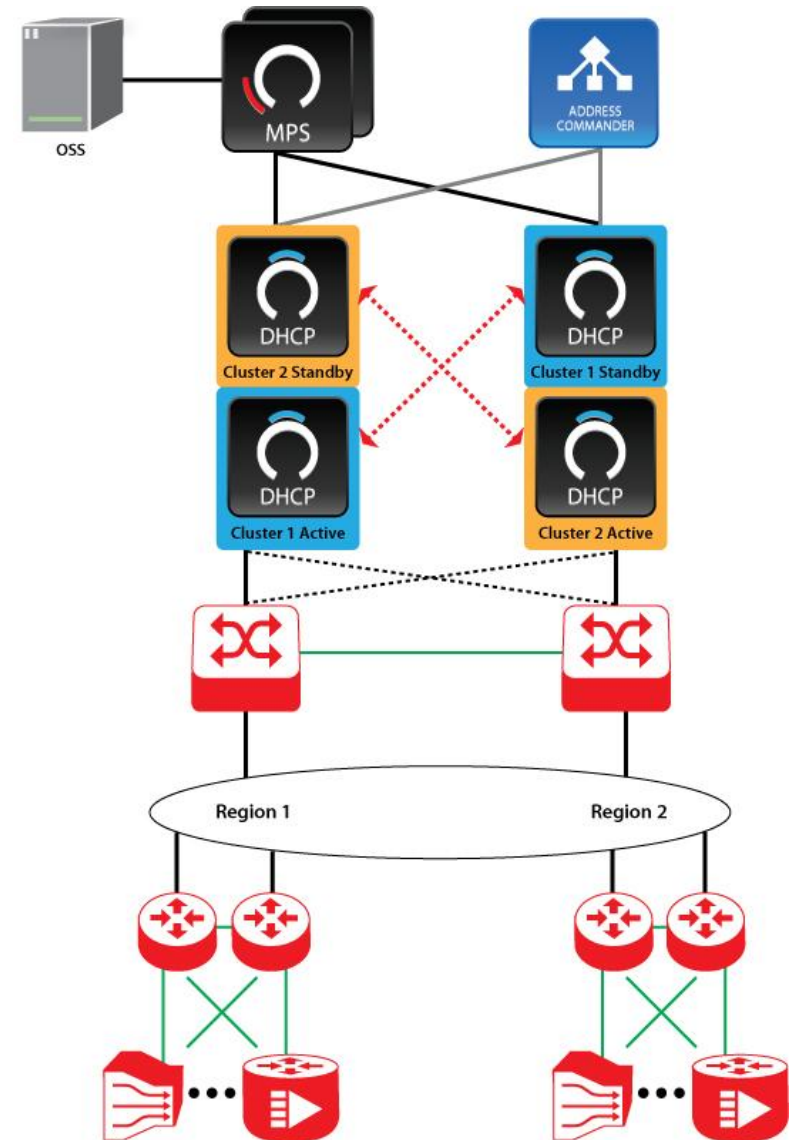 OSS
MPS
ADDRESS
COMMANDER
DHCP
Cluster 2 Standby
DHCP
Cluster 1 Standby
DHCP
Cluster 1 Active
DHCP
Cluster 2 Active
Region 1
Region 2